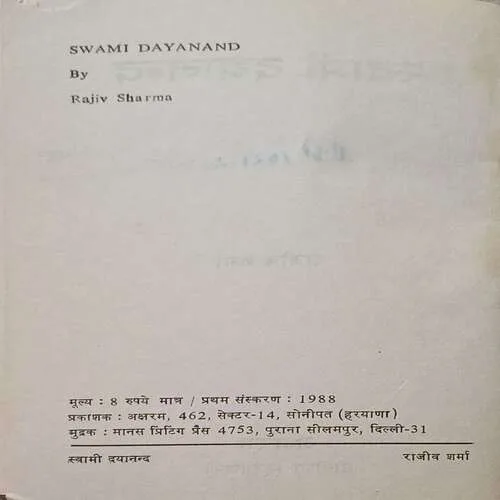 SWAMI DAYANAND
By
Rajiv Sharma
मूल्य : 8 रुपये मात्र / प्रथम संस्करण : 1988
प्रकाशक : अक्षरम, 462, सेक्टर-14, सोनीपत (हरयाणा)
मुद्रक : मानस प्रिटिंग प्रैस 4753, पुराना सीलमपुर, दिल्ली-31
स्वामी दयानन्द राजीव शर्मा